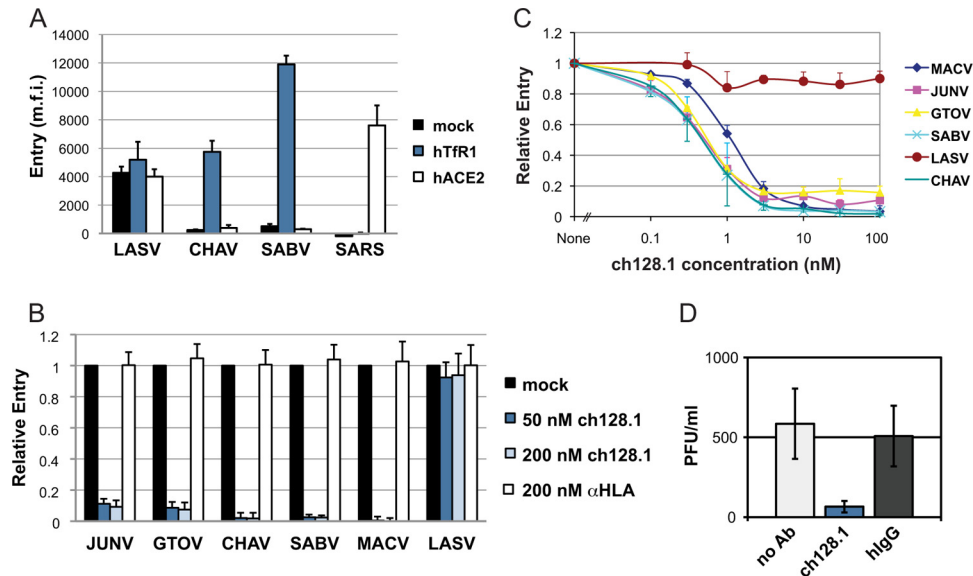 A
Entry (m.f.i.)
14000
12000
10000
8000
6000
4000
2000
0
LASV CHAV SABV SARS
mock
hTfR1
hACE2
C
Relative Entry
1.2
1
0.8
0.6
0.4
0.2
0
None 0.1 1 10 100
ch128.1 concentration (nM)
MACV
JUNV
GTOV
SABV
LASV
CHAV
B
Relative Entry
1.2
1
0.8
0.6
0.4
0.2
0
JUNV GTOV CHAV SABV MACV LASV
mock
50 nM ch128.1
200 nM ch128.1
200 nM αHLA
D
PFU/ml
1000
500
0
no Ab
ch128.1
hIgG